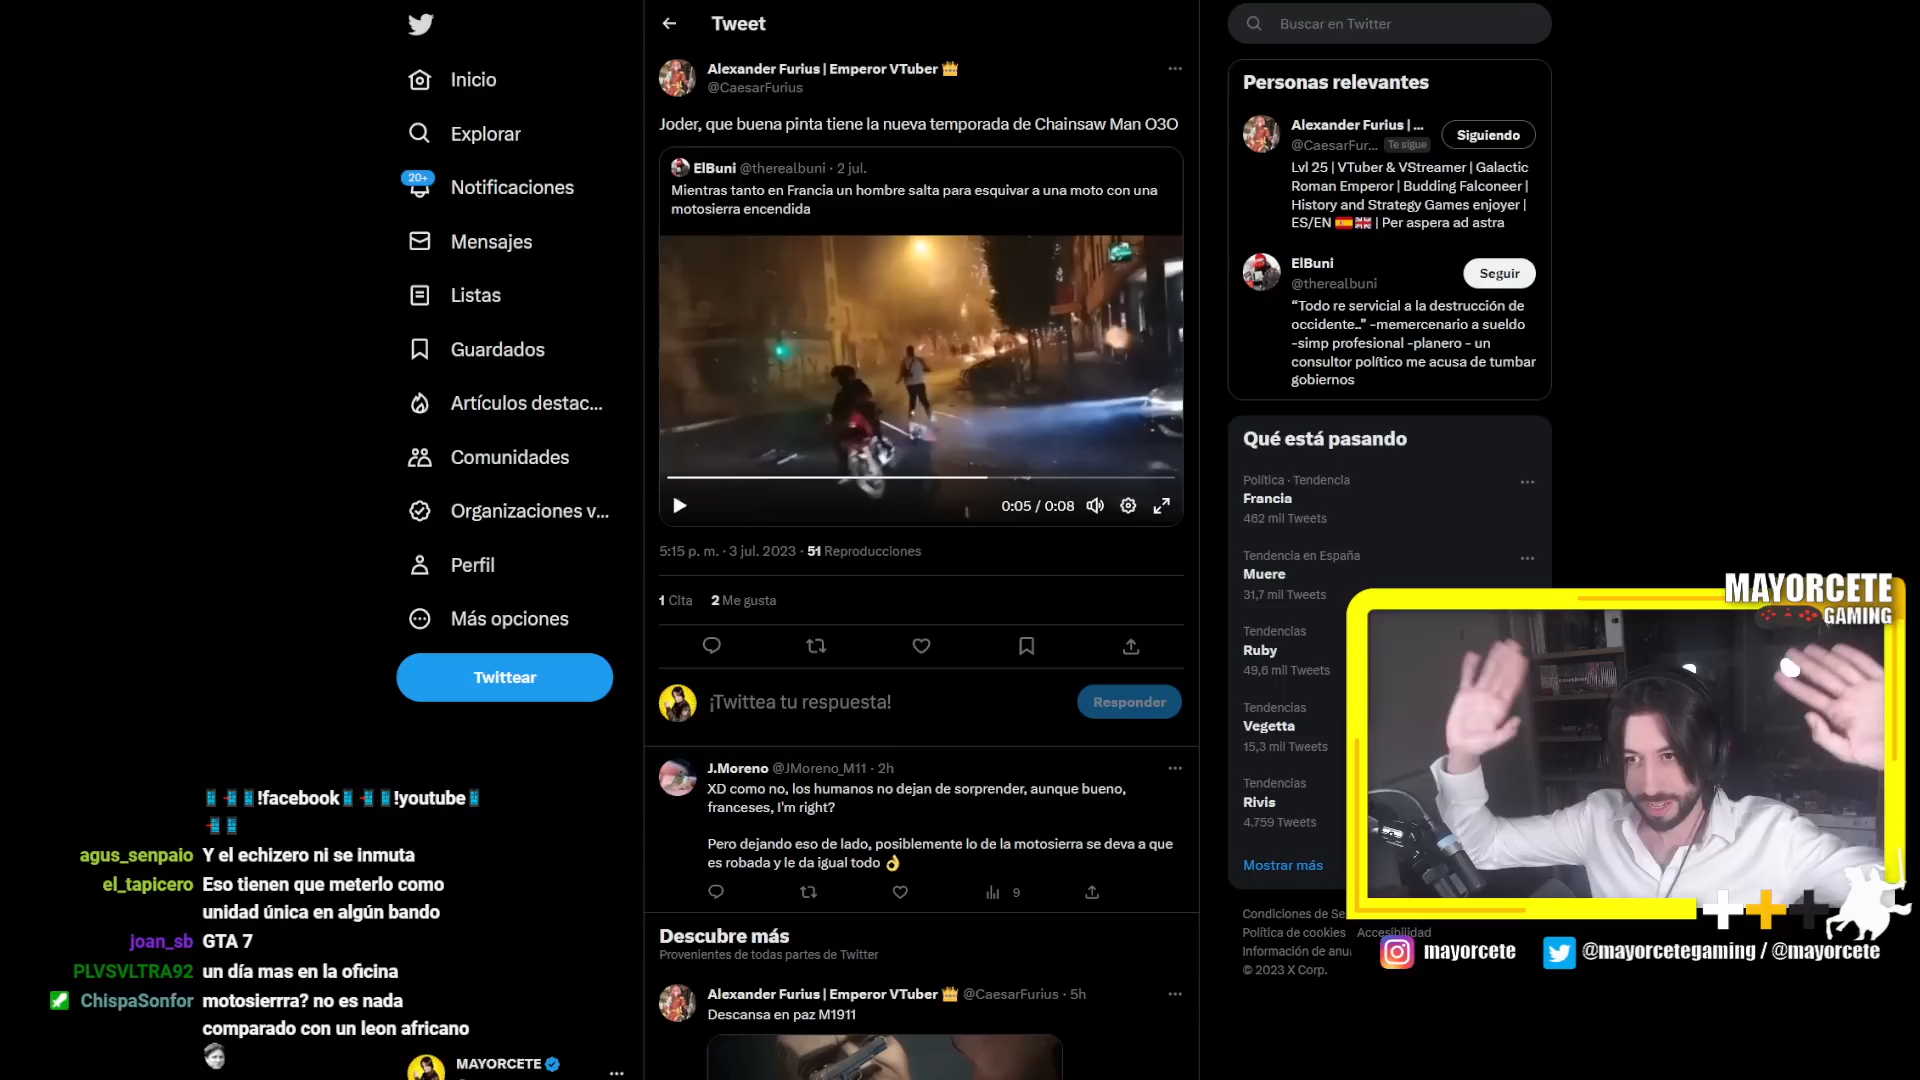 Inicio
Explorar
20+
Notificaciones
Mensajes
Listas
Guardados
Artículos destac...
Comunidades
Organizaciones v...
Perfil
Más opciones
Twittear
!facebook !youtube
agus_senpaio Y el echizero ni se inmuta
el_tapicero Eso tienen que meterlo como
unidad única en algún bando
joan_sb GTA 7
PLVSVLTRA92 un día mas en la oficina
ChispaSonfor motosierrra? no es nada
comparado con un leon africano
MAYORCETE
Tweet
Alexander Furius | Emperor VTuber
@CaesarFurius
Joder, que buena pinta tiene la nueva temporada de Chainsaw Man O3O
ElBuni @therealbuni · 2 jul.
Mientras tanto en Francia un hombre salta para esquivar a una moto con una
motosierra encendida
0:05 / 0:08
5:15 p. m. · 3 jul. 2023 · 51 Reproducciones
1 Cita 2 Me gusta
¡Twittea tu respuesta!
Responder
J.Moreno @JMoreno_M11 · 2h
XD como no, los humanos no dejan de sorprender, aunque bueno,
franceses, I'm right?
Pero dejando eso de lado, posiblemente lo de la motosierra se deva a que
es robada y le da igual todo 👌
9
Descubre más
Provenientes de todas partes de Twitter
Alexander Furius | Emperor VTuber 👑 @CaesarFurius · 5h
Descansa en paz M1911
Buscar en Twitter
Personas relevantes
Alexander Furius | ...
@CaesarFur... Te sigue
Siguiendo
Lvl 25 | VTuber & VStreamer | Galactic
Roman Emperor | Budding Falconeer |
History and Strategy Games enjoyer |
ES/EN 🇪🇸🇬🇧 | Per aspera ad astra
ElBuni
@therealbuni
Seguir
“Todo re servicial a la destrucción de
occidente..” -memercenario a sueldo
-simp profesional -planero - un
consultor político me acusa de tumbar
gobiernos
Qué está pasando
Política · Tendencia
Francia
462 mil Tweets
Tendencia en España
Muere
31,7 mil Tweets
Tendencias
Ruby
49,6 mil Tweets
Tendencias
Vegetta
15,3 mil Tweets
Tendencias
Rivis
4.759 Tweets
Mostrar más
Condiciones de Se
Política de cookies Accesibilidad
Información de anu
© 2023 X Corp.
MAYORCETE
GAMING
mayorcete
@mayorcetegaming / @mayorcete